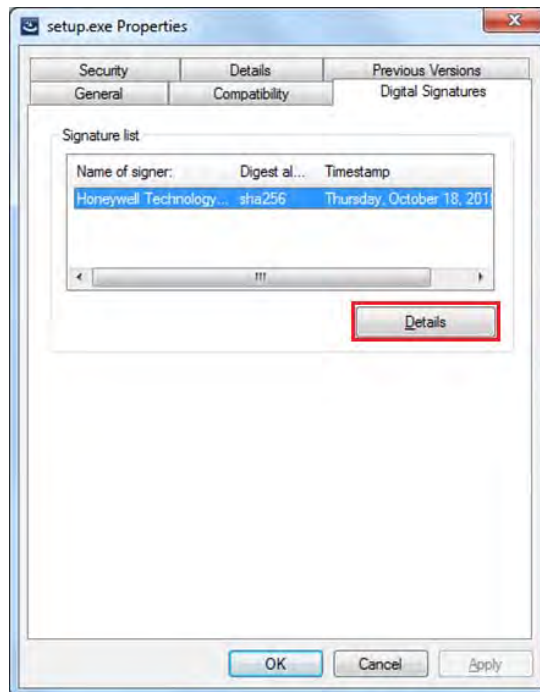 setup.exe Properties
Security Details Previous Versions
General Compatibility Digital Signatures
Signature list
Name of signer: Digest al... Timestamp
Honeywell Technology... sha256 Thursday, October 18, 201
Details
OK Cancel Apply